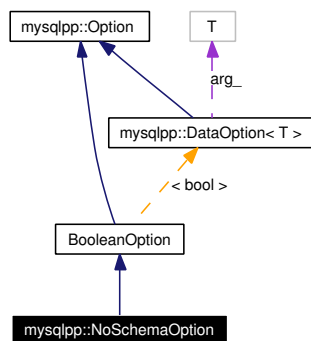 mysqlpp::Option
T
arg_
mysqlpp::DataOption< T >
< bool >
BooleanOption
mysqlpp::NoSchemaOption